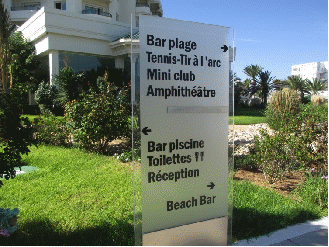 Bar plage
Tennis-Tir à l'arc
Mini club
Amphithéâtre
Bar piscine
Toilettes
Réception
Beach Bar